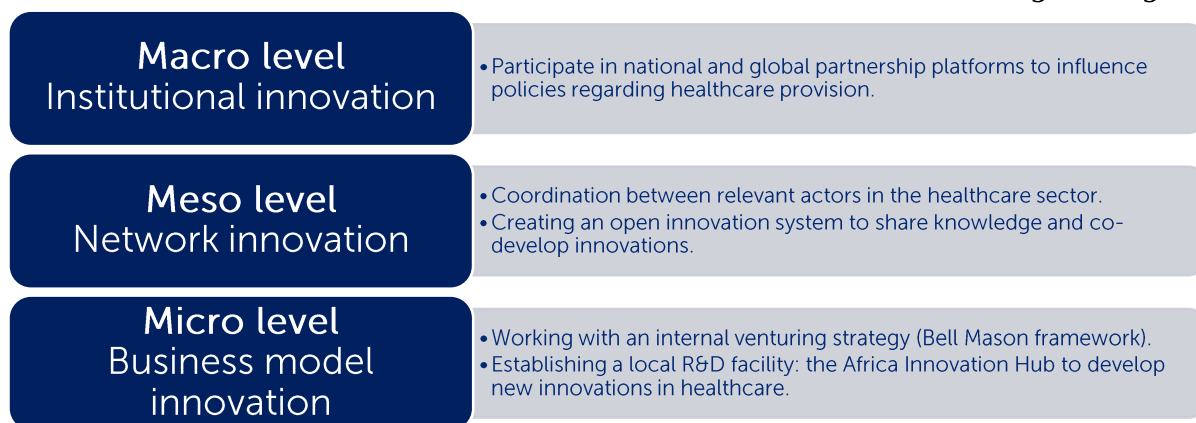 Macro level
Institutional innovation
•Participate in national and global partnership platforms to influence
policies regarding healthcare provision.
Meso level
Network innovation
•Coordination between relevant actors in the healthcare sector.
•Creating an open innovation system to share knowledge and co-
develop innovations.
Micro level
Business model
innovation
•Working with an internal venturing strategy (Bell Mason framework).
•Establishing a local R&D facility: the Africa Innovation Hub to develop
new innovations in healthcare.